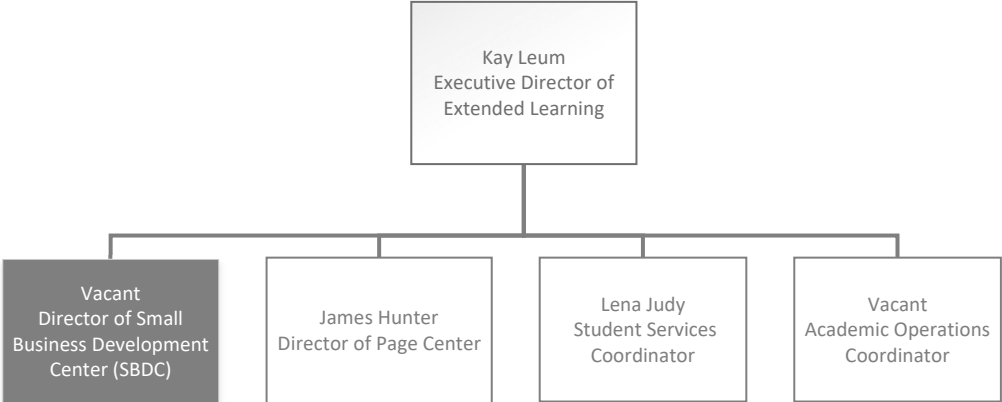 Kay Leum
Executive Director of
Extended Learning
Vacant
Director of Small
Business Development
Center (SBDC)
James Hunter
Director of Page Center
Lena Judy
Student Services
Coordinator
Vacant
Academic Operations
Coordinator